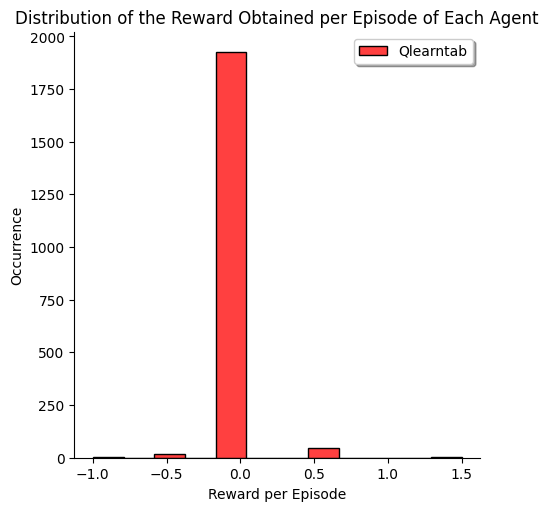 Distribution of the Reward Obtained per Episode of Each Agent
Qlearntab
2000
1750
1500
1250
1000
750
500
250
0
Occurrence
−1.0 −0.5 0.0 0.5 1.0 1.5
Reward per Episode